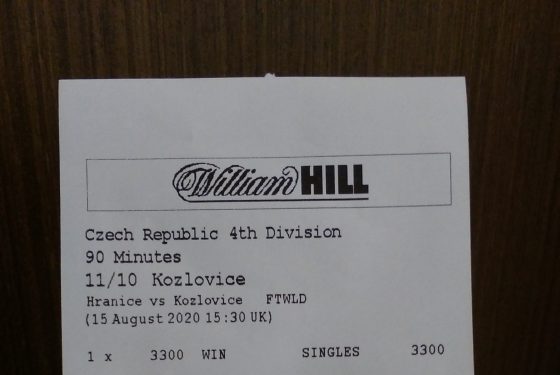 William HILL
Czech Republic 4th Division
90 Minutes
11/10 Kozlovice
Hranice vs Kozlovice FTWLD
(15 August 2020 15:30 UK)
1 x 3300 WIN SINGLES 3300